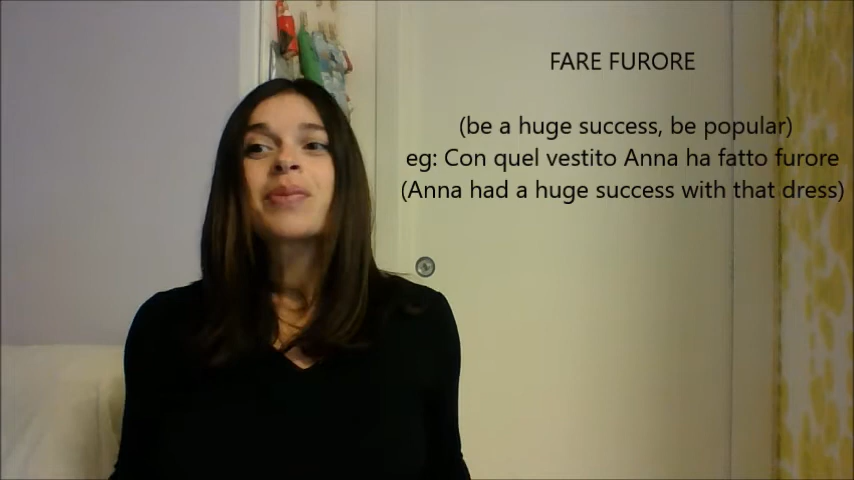 FARE FURORE
(be a huge success, be popular)
eg: Con quel vestito Anna ha fatto furore
(Anna had a huge success with that dress)